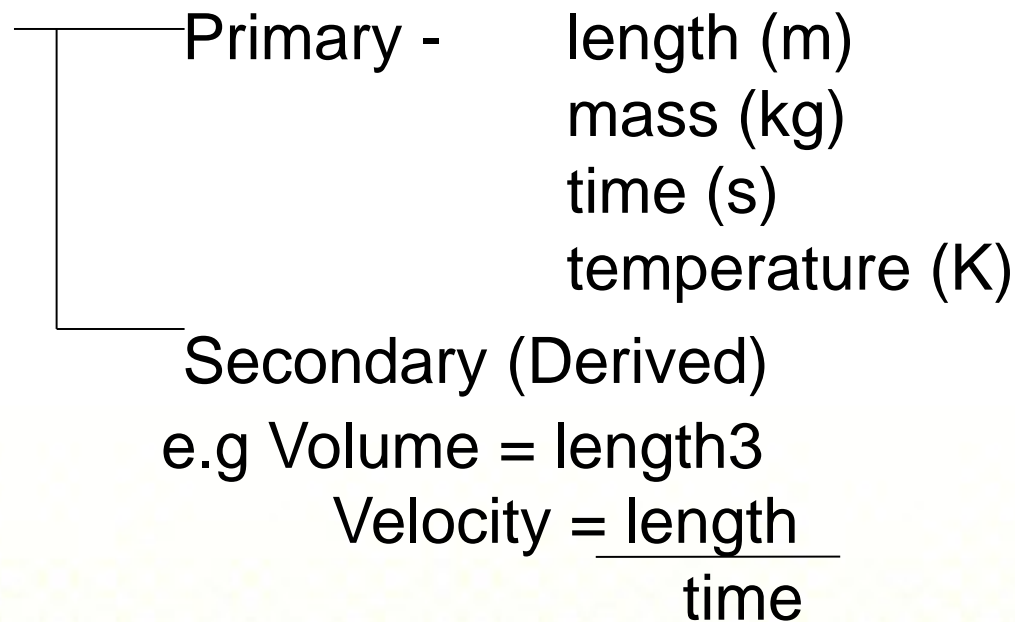 Primary - length (m)
mass (kg)
time (s)
temperature (K)
Secondary (Derived)
e.g Volume = length3
Velocity = length
time